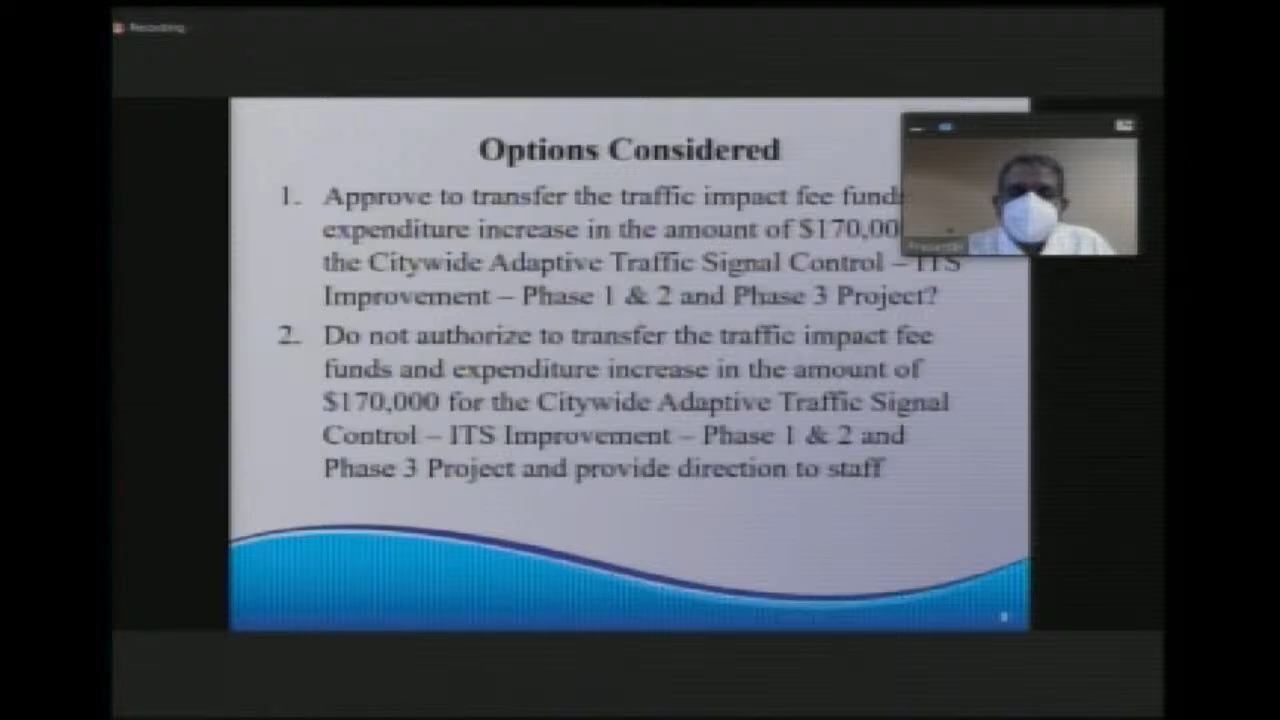 Recording
Options Considered
1. Approve to transfer the traffic impact fee fund
expenditure increase in the amount of $170,00
the Citywide Adaptive Traffic Signal Control – ITS
Improvement – Phase 1 & 2 and Phase 3 Project?
2. Do not authorize to transfer the traffic impact fee
funds and expenditure increase in the amount of
$170,000 for the Citywide Adaptive Traffic Signal
Control – ITS Improvement – Phase 1 & 2 and
Phase 3 Project and provide direction to staff
Presenter